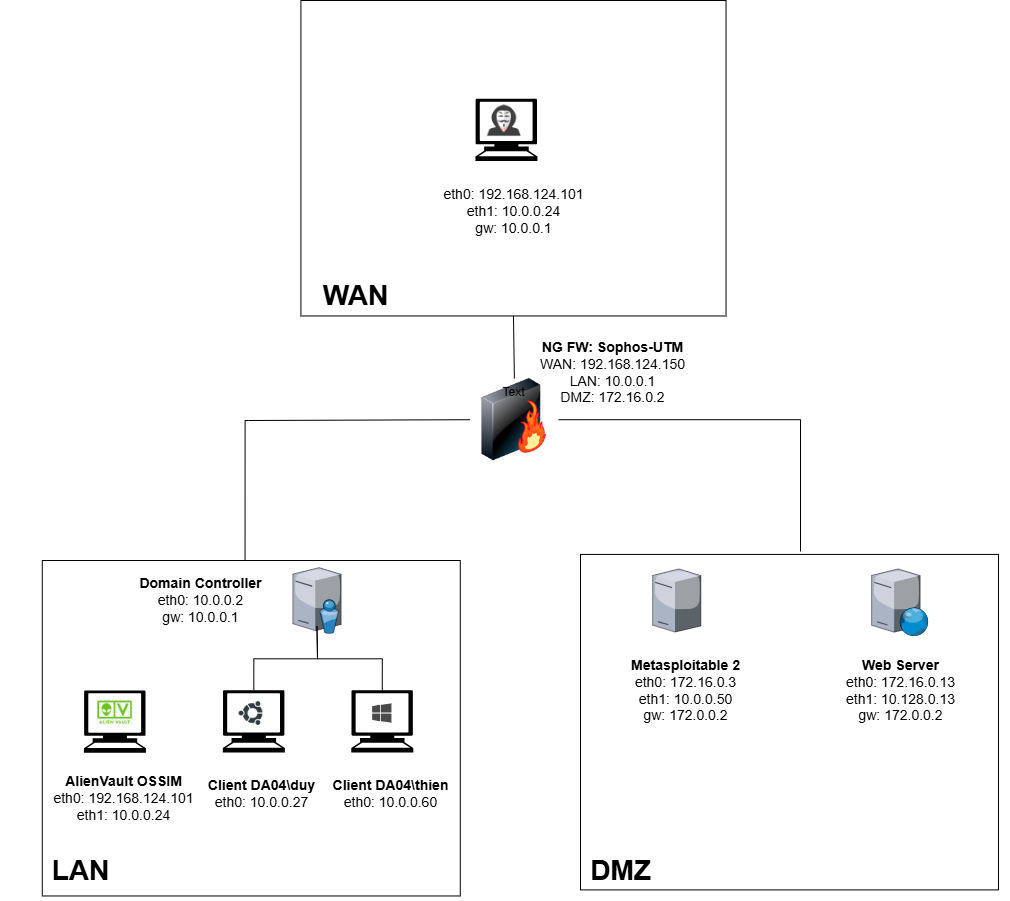 eth0: 192.168.124.101
eth1: 10.0.0.24
gw: 10.0.0.1
WAN
NG FW: Sophos-UTM
WAN: 192.168.124.150
LAN: 10.0.0.1
DMZ: 172.16.0.2
Text
Domain Controller
eth0: 10.0.0.2
gw: 10.0.0.1
ALIEN VAULT
AlienVault OSSIM
eth0: 192.168.124.101
eth1: 10.0.0.24
Client DA04\duy
eth0: 10.0.0.27
Client DA04\thien
eth0: 10.0.0.60
LAN
Metasploitable 2
eth0: 172.16.0.3
eth1: 10.0.0.50
gw: 172.0.0.2
Web Server
eth0: 172.16.0.13
eth1: 10.128.0.13
gw: 172.0.0.2
DMZ